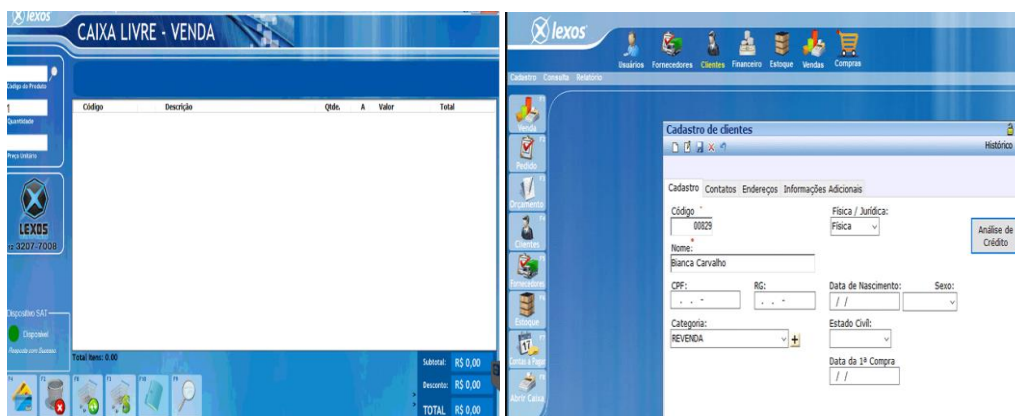 lexos
CAIXA LIVRE - VENDA
Código do Produto
1
Quantidade
Preço Unitário
LEXOS
3207-7008
Dispositivo SAT
Disponível
Código Descrição Qtde. A Valor Total
Total Itens: 0.00
Subtotal: R$ 0,00
Desconto: R$ 0,00
TOTAL R$ 0,00
lexos
Usuários Fornecedores Clientes Financeiro Estoque Vendas Compras
Cadastro Consulta Relatório
Venda
Pedido
Orçamento
Clientes
Fornecedores
Estoque
Contas a Pagar
Abrir Caixa
Cadastro de clientes
Histórico
Cadastro Contatos Endereços Informações Adicionais
Código Física / Jurídica:
00829 Física
Análise de
Crédito
Nome:
Bianca Carvalho
CPF: RG: Data de Nascimento: Sexo:
. . - . . - / /
Categoria: Estado Civíl:
REVENDA +
Data da 1ª Compra
/ /